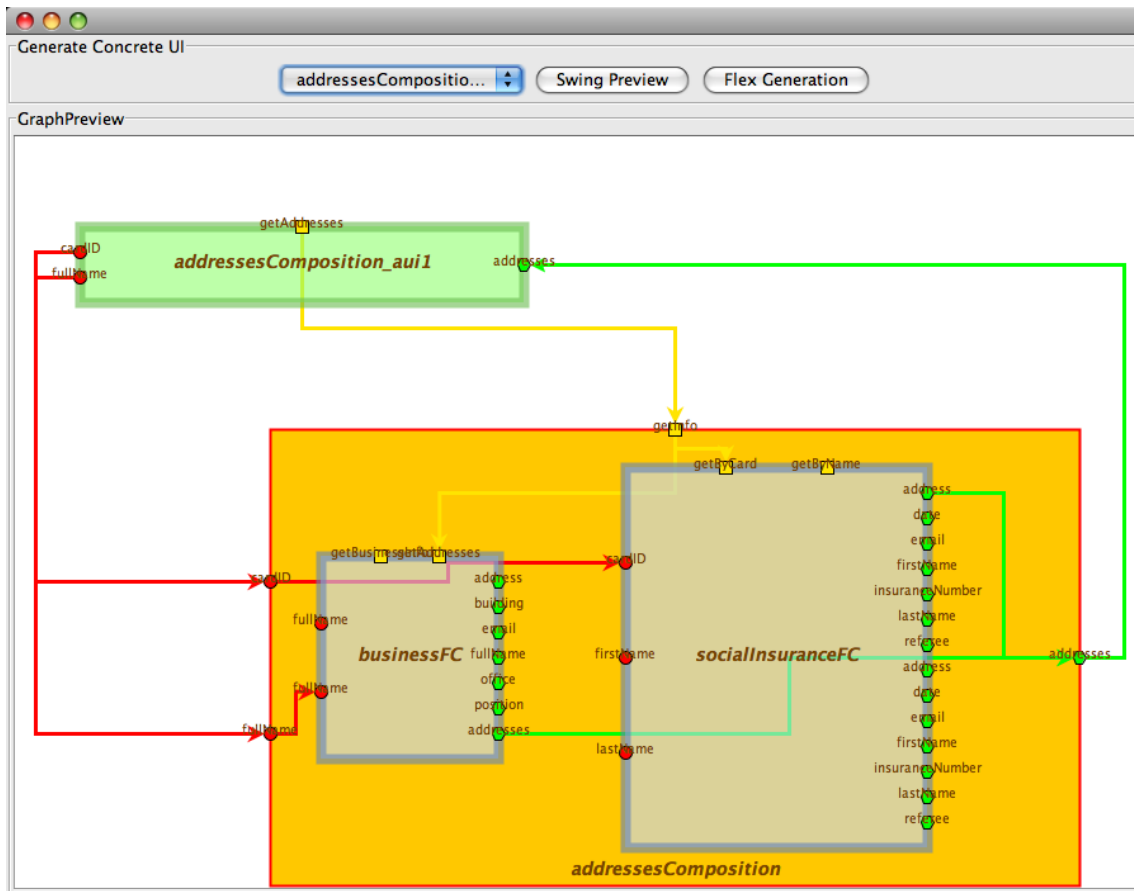 Generate Concrete UI
addressesCompositio...
Swing Preview
Flex Generation
GraphPreview
getAddresses
cardID
fullName
addressesComposition_aui1
addresses
getInfo
getByCard
getByName
address
date
email
firstName
insuranceNumber
lastName
referee
address
date
email
firstName
insuranceNumber
lastName
referee
cardID
firstName
lastName
socialInsuranceFC
addresses
getAddresses
cardID
fullName
fullName
fullName
businessFC
address
building
email
fullName
office
position
addresses
addressesComposition